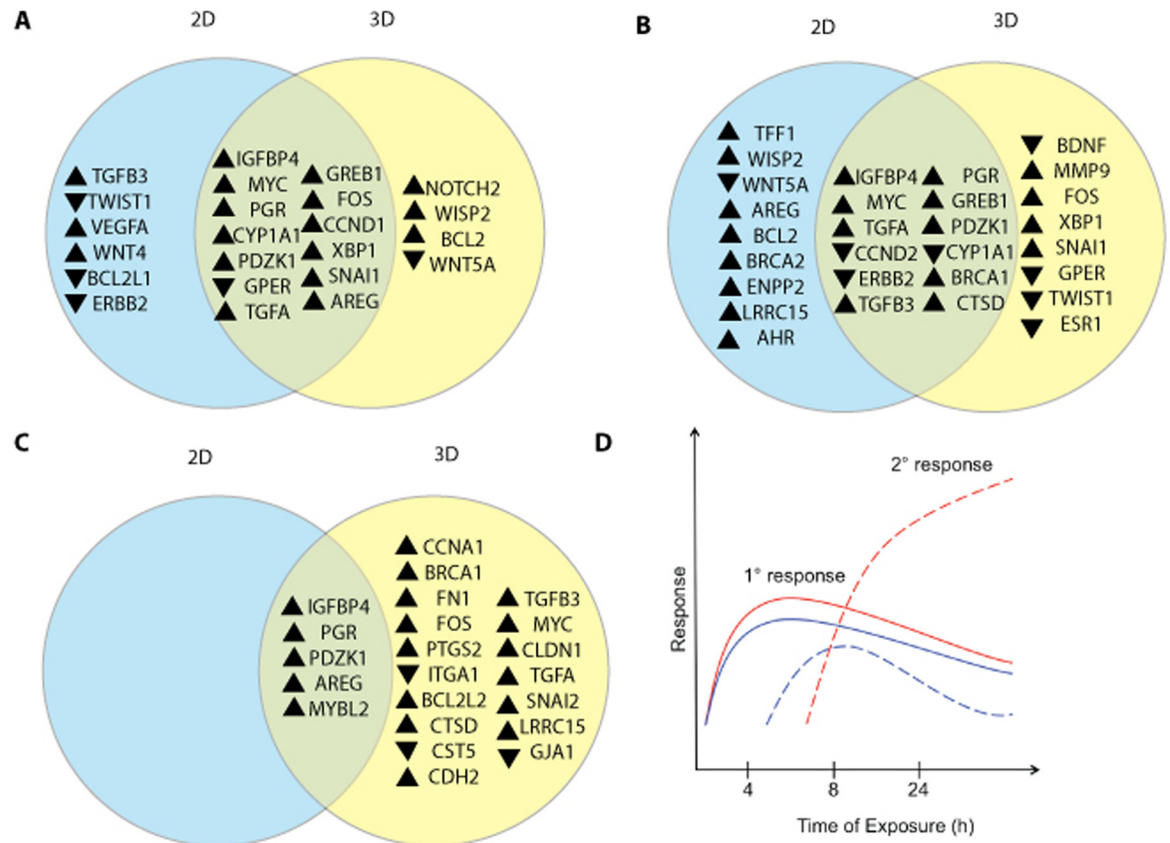 A
2D
3D
TGFB3
TWIST1
VEGFA
WNT4
BCL2L1
ERBB2
IGFBP4
MYC
PGR
CYP1A1
PDZK1
GPER
TGFA
GREB1
FOS
CCND1
XBP1
SNAI1
AREG
NOTCH2
WISP2
BCL2
WNT5A
B
2D
3D
TFF1
WISP2
WNT5A
AREG
BCL2
BRCA2
ENPP2
LRRC15
AHR
IGFBP4
MYC
TGFA
CCND2
ERBB2
TGFB3
PGR
GREB1
PDZK1
CYP1A1
BRCA1
CTSD
BDNF
MMP9
FOS
XBP1
SNAI1
GPER
TWIST1
ESR1
C
2D
3D
IGFBP4
PGR
PDZK1
AREG
MYBL2
CCNA1
BRCA1
FN1
FOS
PTGS2
ITGA1
BCL2L2
CTSD
CST5
CDH2
TGFB3
MYC
CLDN1
TGFA
SNAI2
LRRC15
GJA1
D
2° response
1° response
Response
4 8 24
Time of Exposure (h)